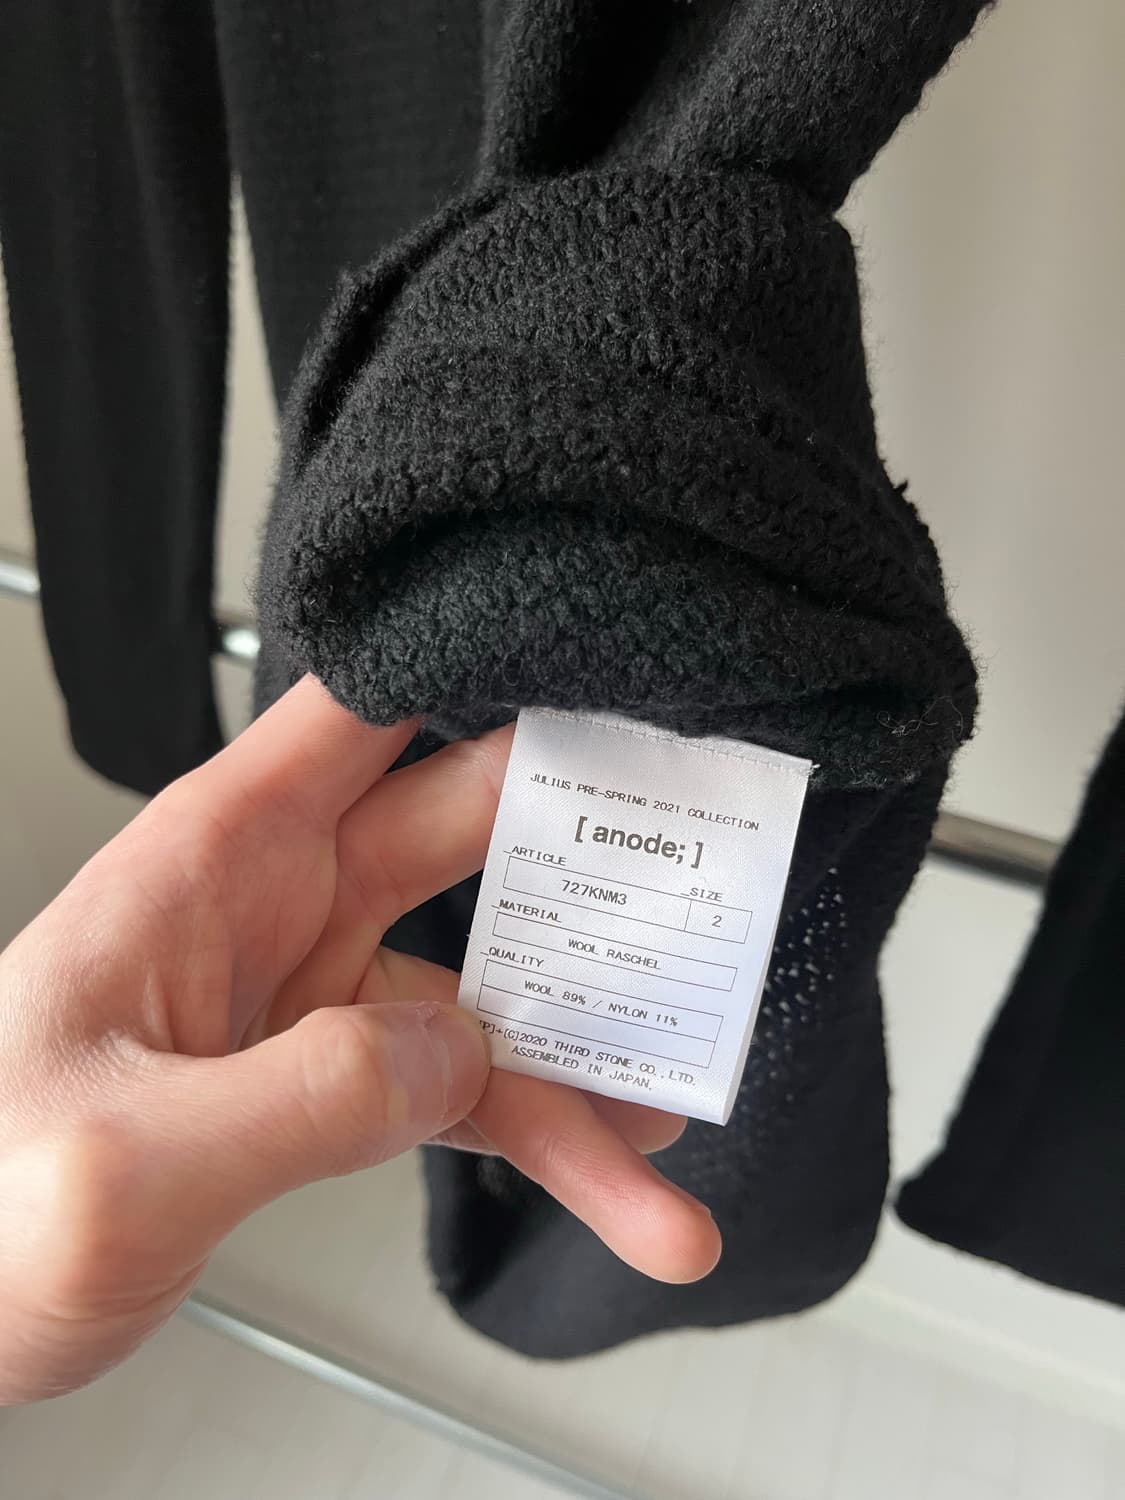 JULIUS PRE-SPRING 2021 COLLECTION
[ anode; ]
_ARTICLE
_SIZE
727KNM3
2
_MATERIAL
WOOL RASCHEL
_QUALITY
WOOL 89% / NYLON 11%
[P]+[C]2020 THIRD STONE CO.,LTD.
ASSEMBLED IN JAPAN.